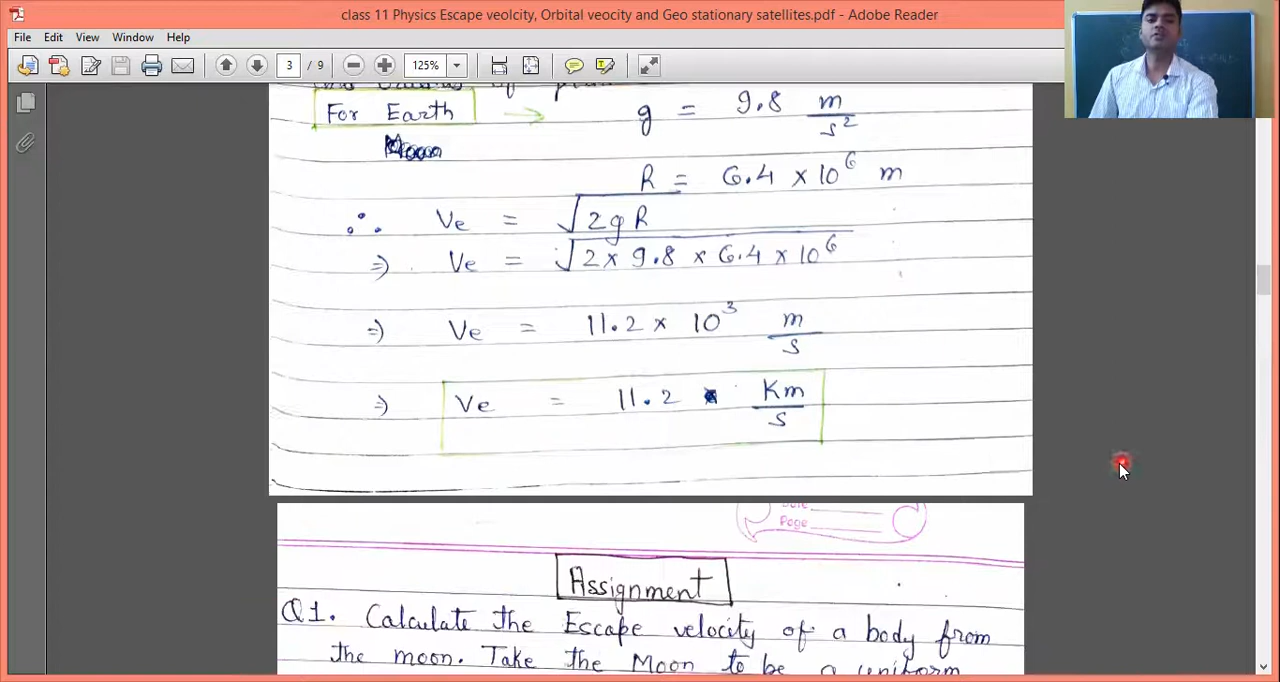 class 11 Physics Escape veolcity, Orbital veocity and Geo stationary satellites.pdf - Adobe Reader
File Edit View Window Help
3 / 9 125%
For Earth → g = 9.8 m/s²
Moon
R = 6.4 × 10⁶ m
∴ Ve = √2gR
⇒ Ve = √2 × 9.8 × 6.4 × 10⁶
⇒ Ve = 11.2 × 10³ m/s
⇒ Ve = 11.2 Km/s
Date
Page
Assignment
Q1. Calculate the Escape velocity of a body from
the moon. Take the Moon to be a uniform